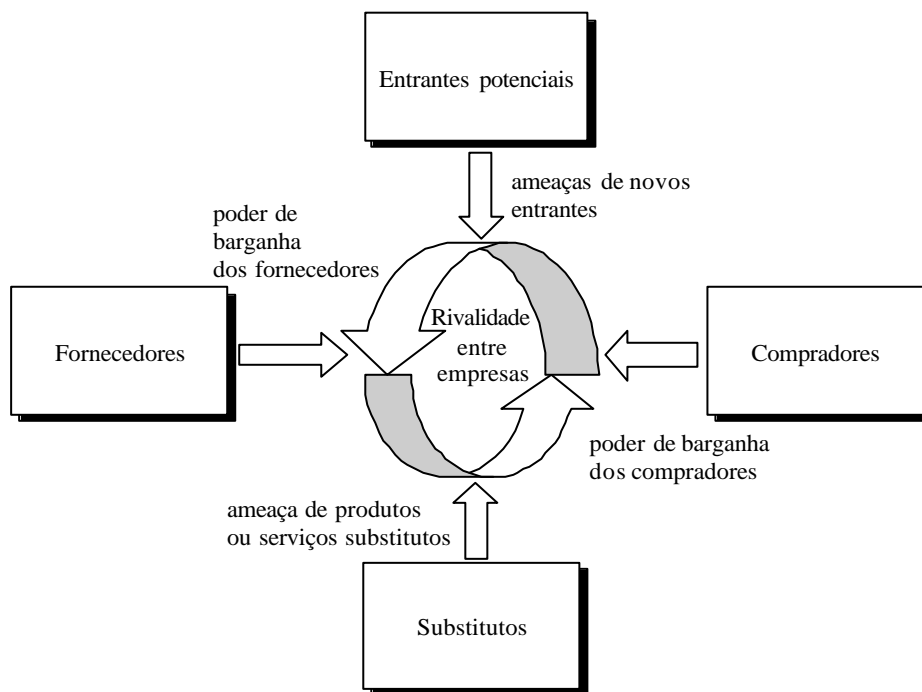 Entrantes potenciais
ameaças de novos
entrantes
poder de
barganha
dos fornecedores
Fornecedores
Rivalidade
entre
empresas
Compradores
poder de barganha
dos compradores
ameaça de produtos
ou serviços substitutos
Substitutos